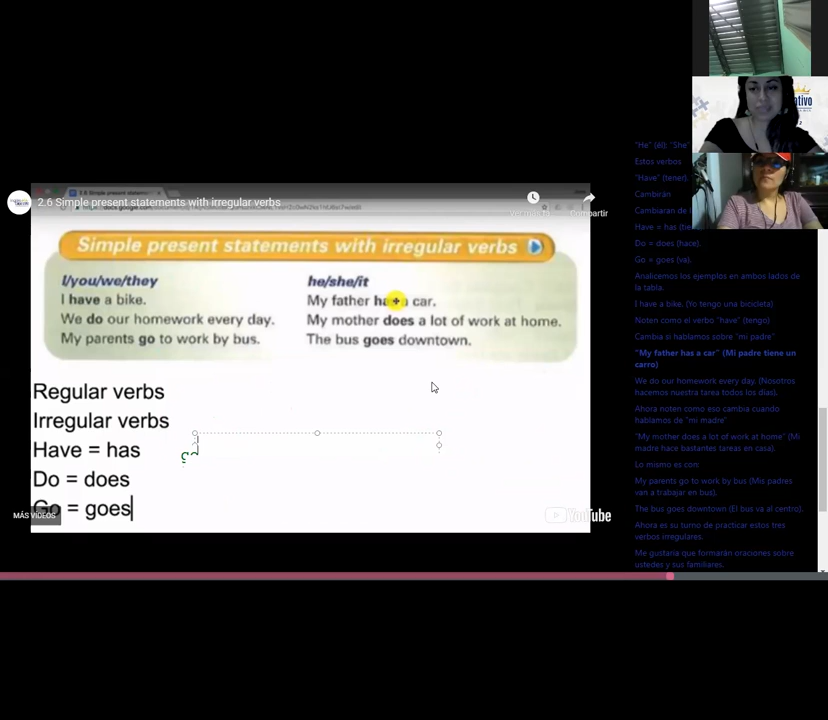 2.6 Simple present statements with irregular verbs
Compartir
Simple present statements with irregular verbs
I/you/we/they
I have a bike.
We do our homework every day.
My parents go to work by bus.
he/she/it
My father has a car.
My mother does a lot of work at home.
The bus goes downtown.
Regular verbs
Irregular verbs
Have = has
Do = does
Go = goes
MÁS VÍDEOS
YouTube
"He" (él), "She"
Estos verbos
"Have" (tener).
Cambirán
Cambiaran de
Have = has
Do = does (hace).
Go = goes (va).
Analicemos los ejemplos en ambos lados de
la tabla.
I have a bike. (Yo tengo una bicicleta)
Noten como el verbo "have" (tengo)
Cambia si hablamos sobre "mi padre"
"My father has a car" (Mi padre tiene un
carro)
We do our homework every day. (Nosotros
hacemos nuestra tarea todos los días).
Ahora noten como eso cambia cuando
hablamos de "mi madre"
"My mother does a lot of work at home" (Mi
madre hace bastantes tareas en casa).
Lo mismo es con:
My parents go to work by bus (Mis padres
van a trabajar en bus).
The bus goes downtown (El bus va al centro).
Ahora es su turno de practicar estos tres
verbos irregulares.
Me gustaría que formarán oraciones sobre
ustedes y sus familiares.